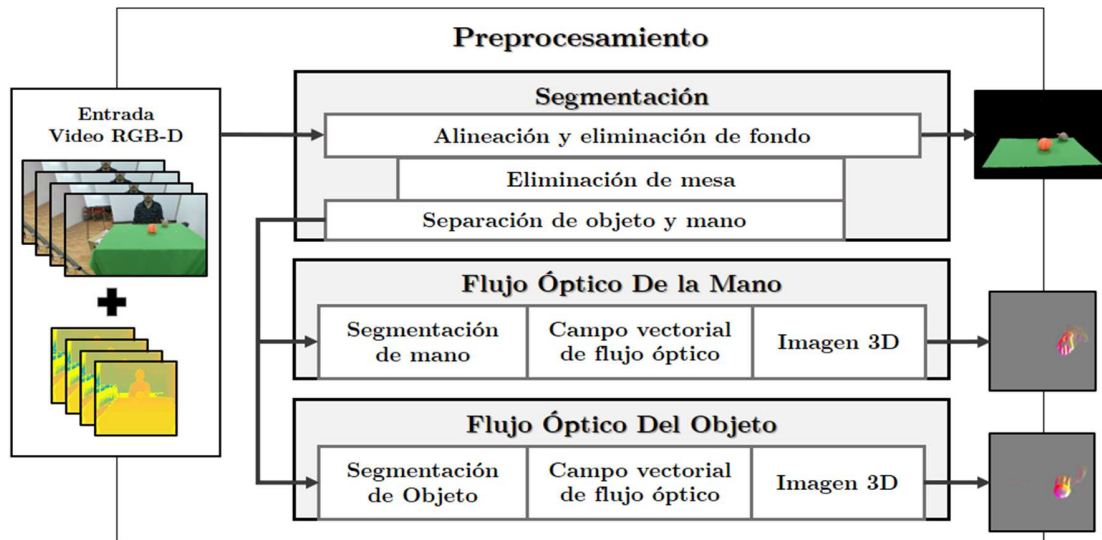 Preprocesamiento
Entrada
Video RGB-D
Segmentación
Alineación y eliminación de fondo
Eliminación de mesa
Separación de objeto y mano
Flujo Óptico De la Mano
Segmentación
de mano
Campo vectorial
de flujo óptico
Imagen 3D
Flujo Óptico Del Objeto
Segmentación
de Objeto
Campo vectorial
de flujo óptico
Imagen 3D